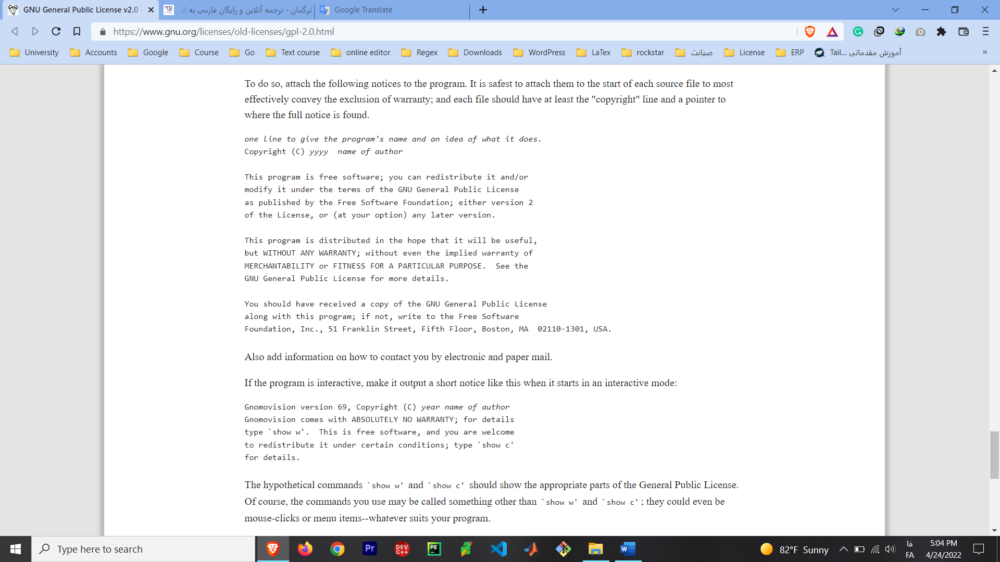 GNU General Public License v2.0
ترگمان - ترجمه آنلاین و رایگان فارسی به
Google Translate
https://www.gnu.org/licenses/old-licenses/gpl-2.0.html
University Accounts Google Course Go Text course online editor Regex Downloads WordPress LaTex rockstar صیانت License ERP آموزش مقدماتی Tail... »
To do so, attach the following notices to the program. It is safest to attach them to the start of each source file to most
effectively convey the exclusion of warranty; and each file should have at least the "copyright" line and a pointer to
where the full notice is found.
one line to give the program's name and an idea of what it does.
Copyright (C) yyyy  name of author
This program is free software; you can redistribute it and/or
modify it under the terms of the GNU General Public License
as published by the Free Software Foundation; either version 2
of the License, or (at your option) any later version.
This program is distributed in the hope that it will be useful,
but WITHOUT ANY WARRANTY; without even the implied warranty of
MERCHANTABILITY or FITNESS FOR A PARTICULAR PURPOSE.  See the
GNU General Public License for more details.
You should have received a copy of the GNU General Public License
along with this program; if not, write to the Free Software
Foundation, Inc., 51 Franklin Street, Fifth Floor, Boston, MA  02110-1301, USA.
Also add information on how to contact you by electronic and paper mail.
If the program is interactive, make it output a short notice like this when it starts in an interactive mode:
Gnomovision version 69, Copyright (C) year name of author
Gnomovision comes with ABSOLUTELY NO WARRANTY; for details
type `show w'.  This is free software, and you are welcome
to redistribute it under certain conditions; type `show c'
for details.
The hypothetical commands `show w' and `show c' should show the appropriate parts of the General Public License.
Of course, the commands you use may be called something other than `show w' and `show c'; they could even be
mouse-clicks or menu items--whatever suits your program.
Type here to search
Pr
DEV C++
PE
82°F Sunny
فا
FA
5:04 PM
4/24/2022